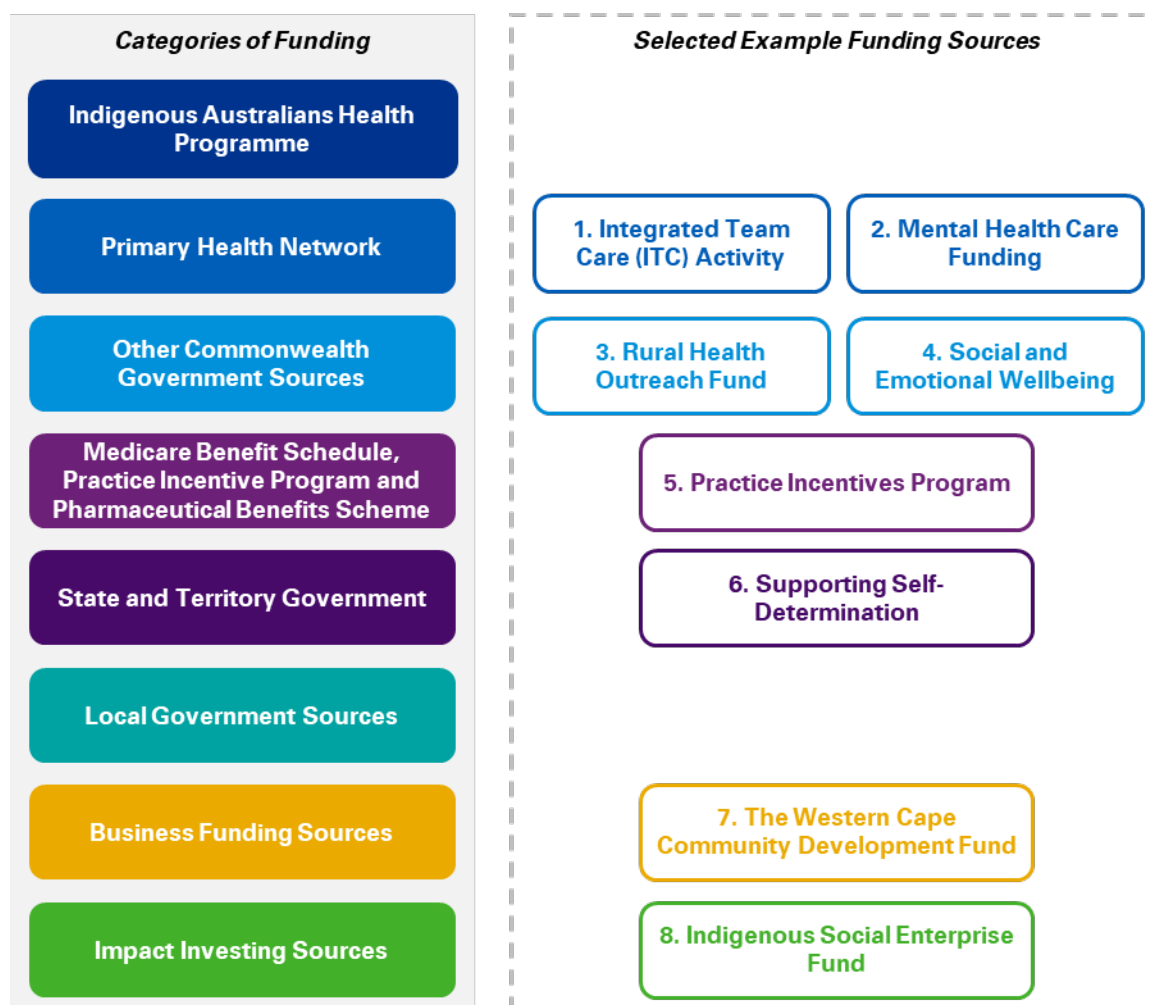 Categories of Funding
Selected Example Funding Sources
Indigenous Australians Health
Programme
Primary Health Network
1. Integrated Team
Care (ITC) Activity
2. Mental Health Care
Funding
Other Commonwealth
Government Sources
3. Rural Health
Outreach Fund
4. Social and
Emotional Wellbeing
Medicare Benefit Schedule,
Practice Incentive Program and
Pharmaceutical Benefits Scheme
5. Practice Incentives Program
State and Territory Government
6. Supporting Self-
Determination
Local Government Sources
Business Funding Sources
7. The Western Cape
Community Development Fund
Impact Investing Sources
8. Indigenous Social Enterprise
Fund